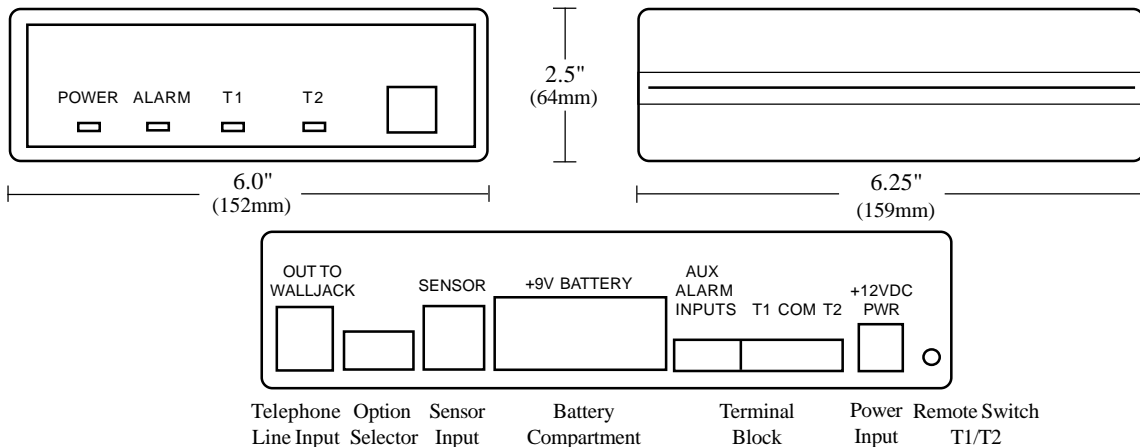 POWER ALARM T1 T2
2.5"
(64mm)
6.0"
(152mm)
6.25"
(159mm)
OUT TO
WALLJACK
SENSOR
+9V BATTERY
AUX
ALARM
INPUTS
T1 COM T2
+12VDC
PWR
Telephone
Line Input
Option
Selector
Sensor
Input
Battery
Compartment
Terminal
Block
Power
Input
Remote Switch
T1/T2